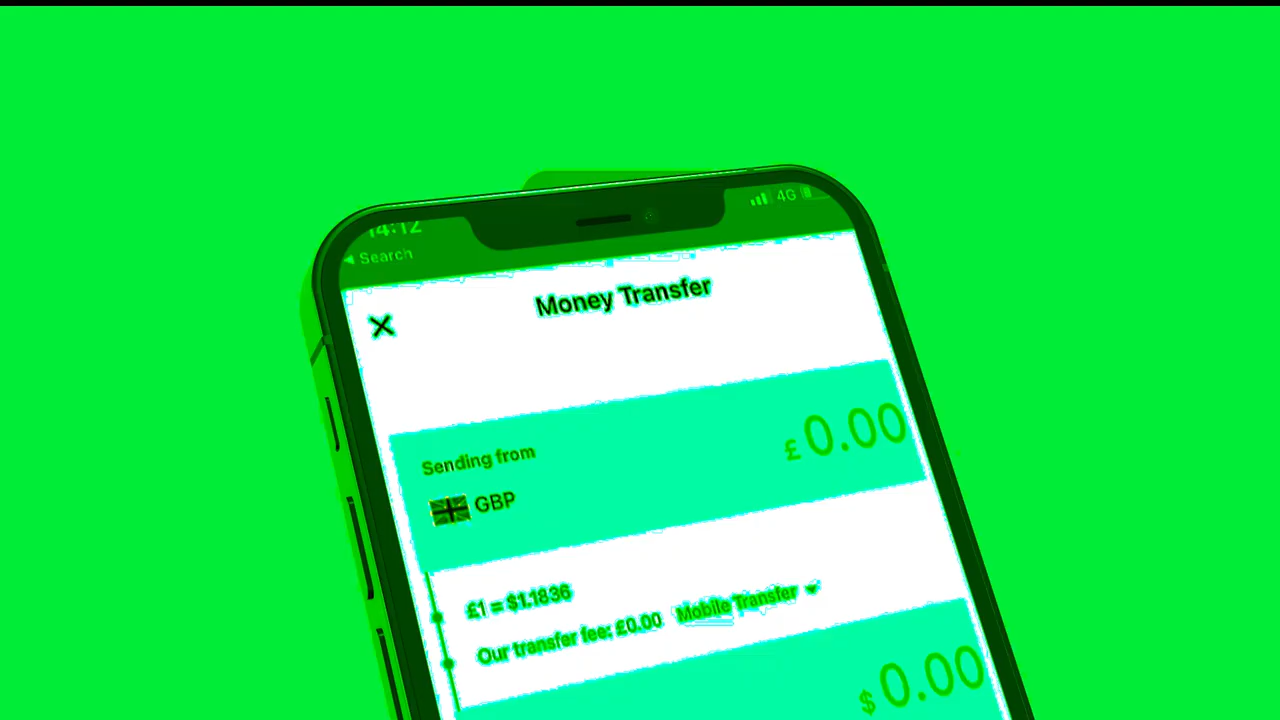 14:12
4G
◀ Search
Money Transfer
Sending from
£0.00
GBP
£1 = $1.1836
Our transfer fee: £0.00 Mobile Transfer
$0.00